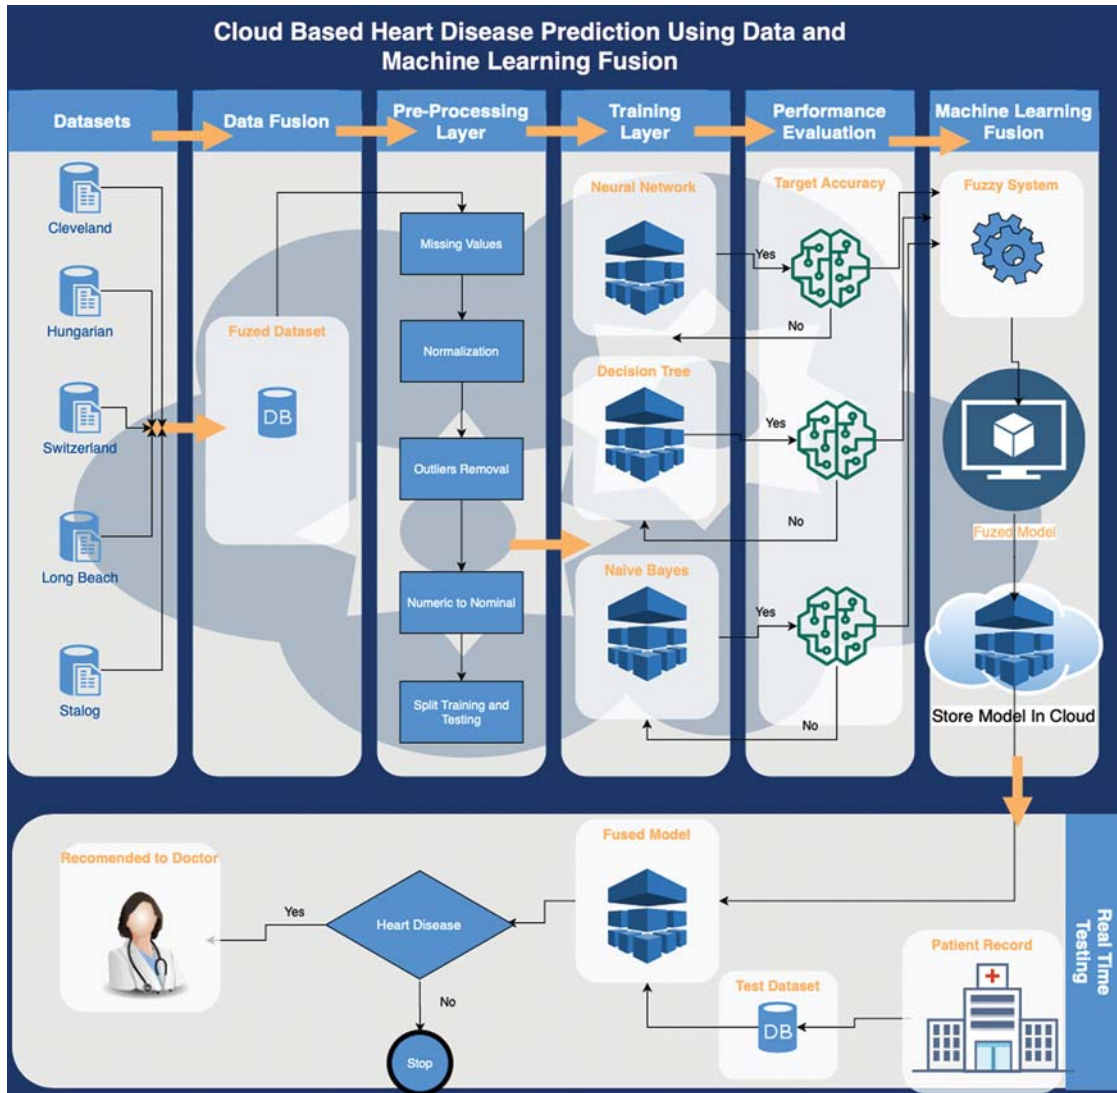 Cloud Based Heart Disease Prediction Using Data and
Machine Learning Fusion
Datasets
Data Fusion
Pre-Processing
Layer
Training
Layer
Performance
Evaluation
Machine Learning
Fusion
Cleveland
Hungarian
Switzerland
Long Beach
Stalog
Fuzed Dataset
DB
Missing Values
Normalization
Outliers Removal
Numeric to Nominal
Split Training and
Testing
Neural Network
Decision Tree
Naive Bayes
Target Accuracy
Yes
No
Yes
No
Yes
No
Fuzzy System
Fuzed Model
Store Model In Cloud
Recomended to Doctor
Yes
Heart Disease
No
Stop
Fused Model
Test Dataset
DB
Patient Record
Real Time
Testing